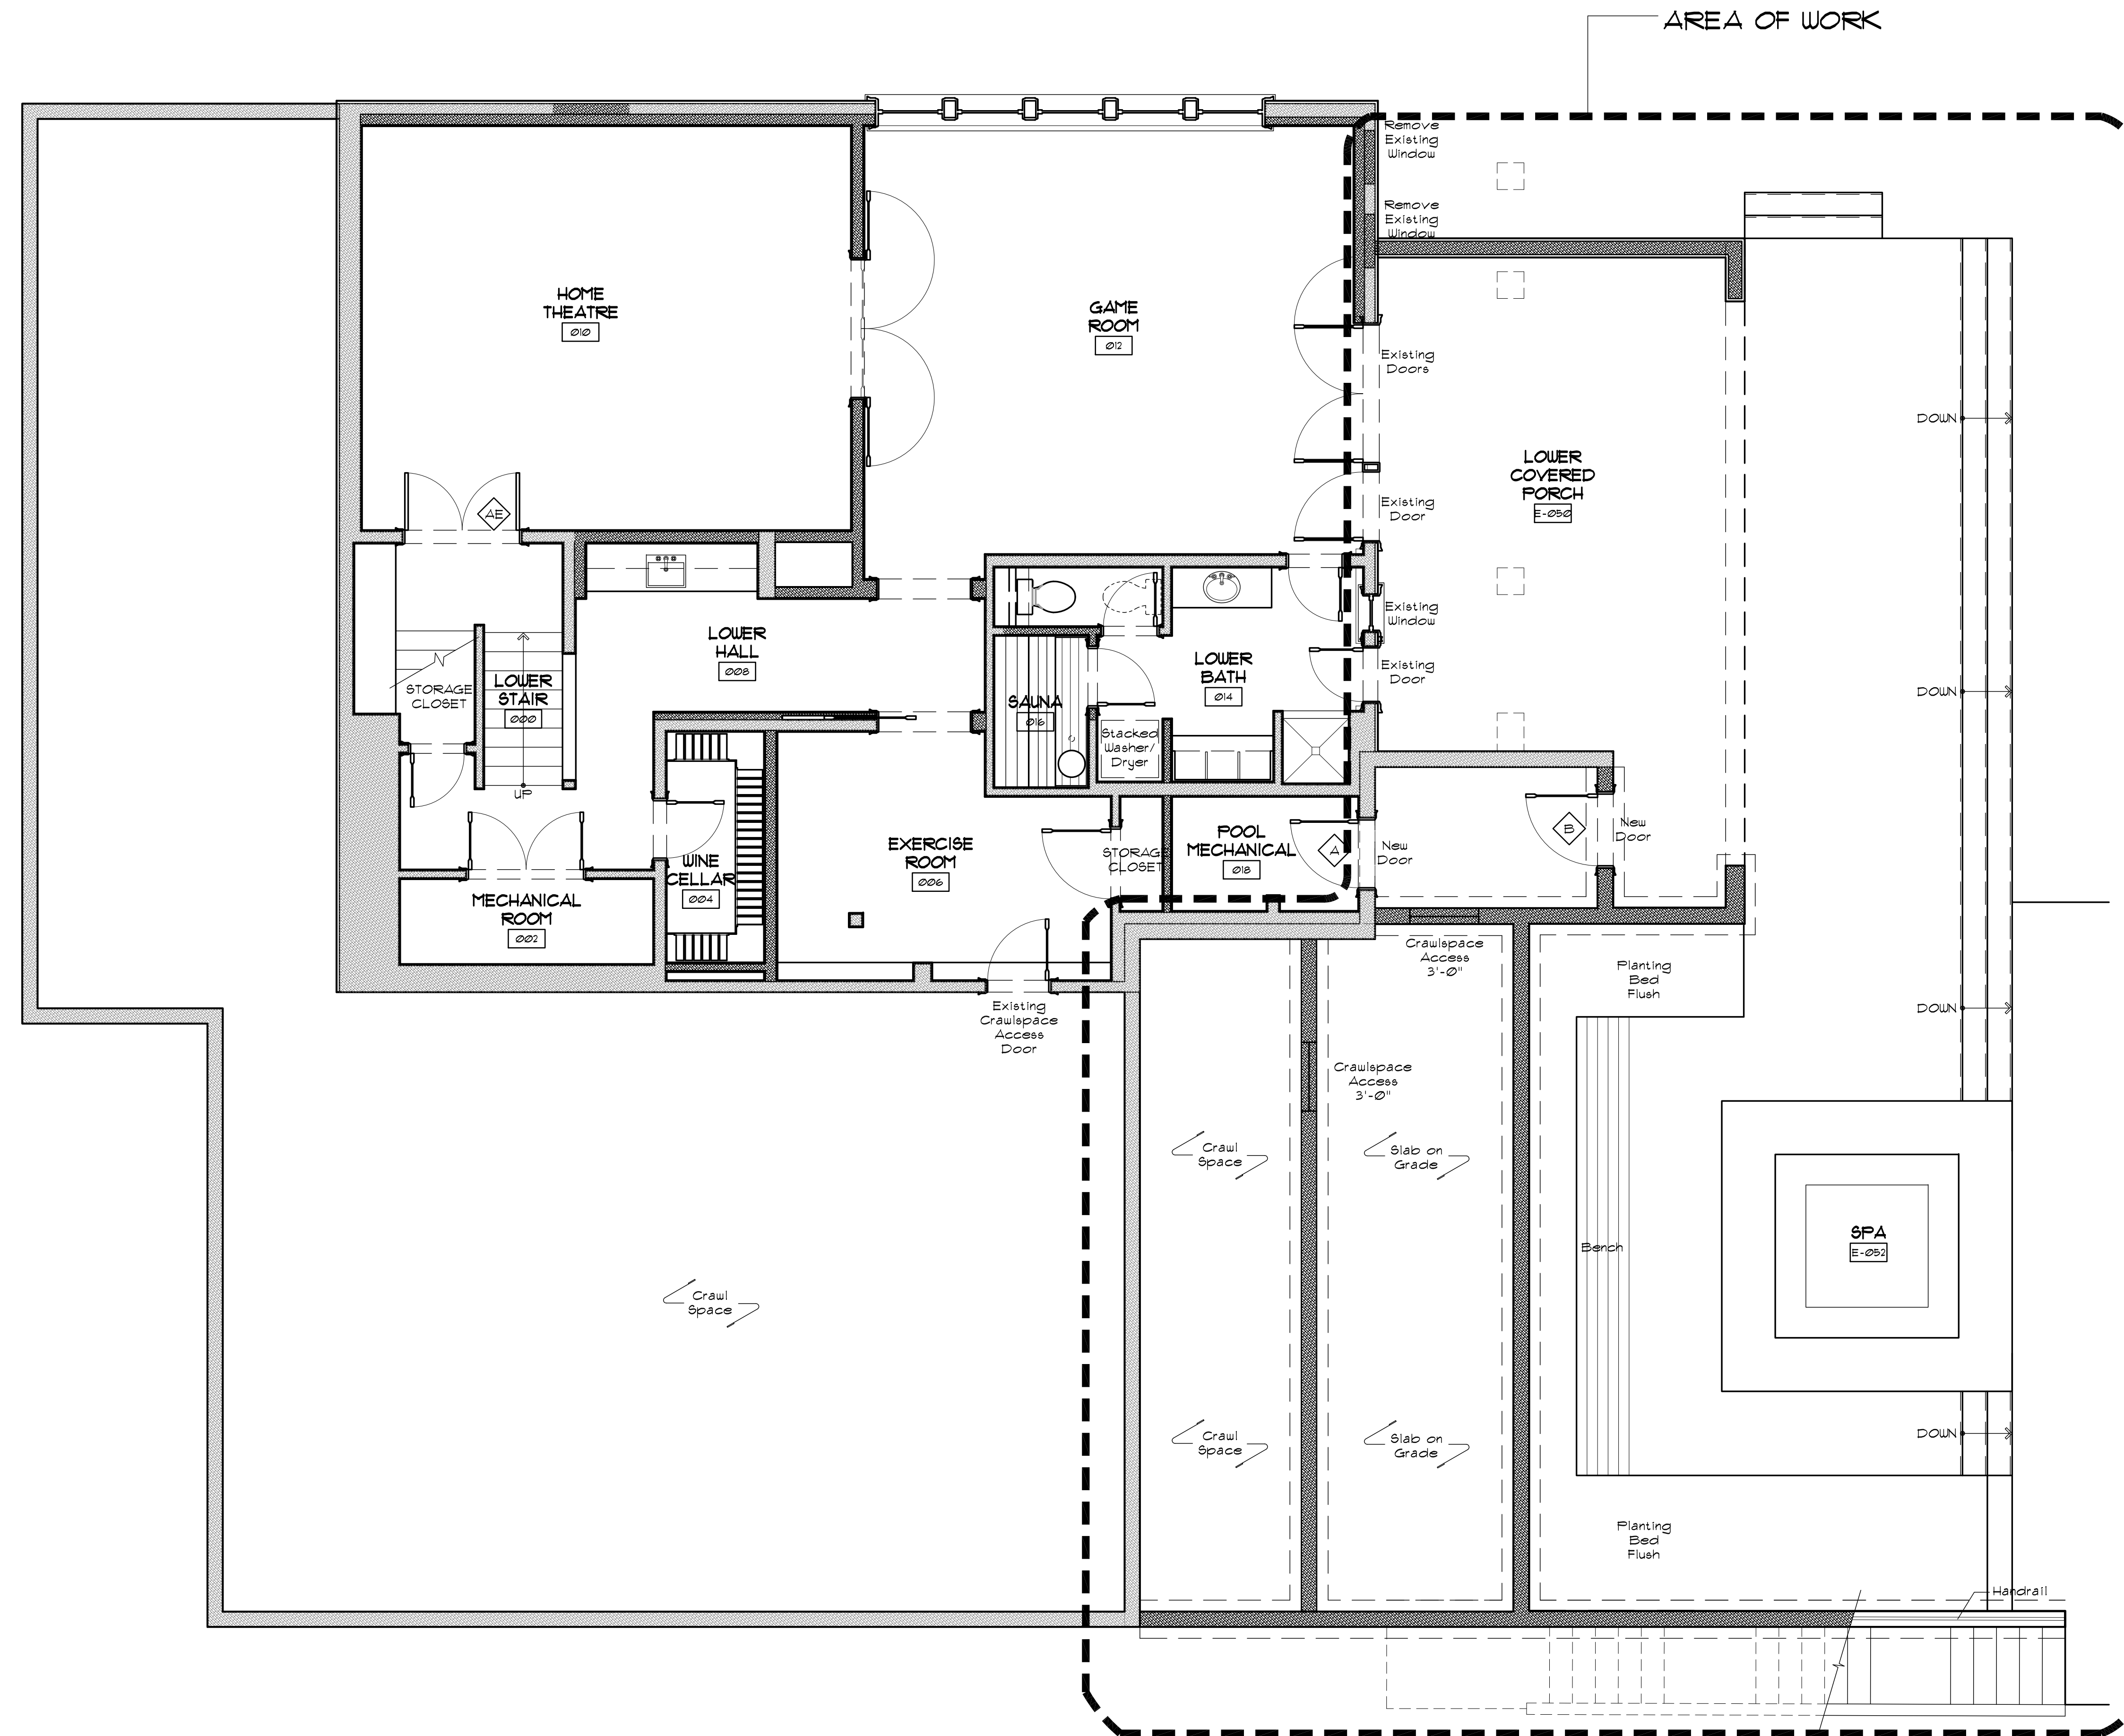 AREA OF WORK
Remove
Existing
Window
Remove
Existing
Window
HOME
THEATRE
010
GAME
ROOM
012
Existing
Doors
DOWN
LOWER
COVERED
PORCH
E-050
AE
Existing
Door
LOWER
HALL
008
Existing
Window
LOWER
BATH
014
Existing
Door
STORAGE
CLOSET
LOWER
STAIR
000
SAUNA
016
DOWN
Stacked
Washer/
Dryer
UP
EXERCISE
ROOM
006
STORAGE
CLOSET
POOL
MECHANICAL
018
A
New
Door
B
New
Door
WINE
CELLAR
004
MECHANICAL
ROOM
002
Crawlspace
Access
3'-0"
Planting
Bed
Flush
Existing
Crawlspace
Access
Door
DOWN
Crawlspace
Access
3'-0"
Crawl
Space
Slab on
Grade
Bench
SPA
E-052
Crawl
Space
Crawl
Space
Slab on
Grade
DOWN
Planting
Bed
Flush
Handrail